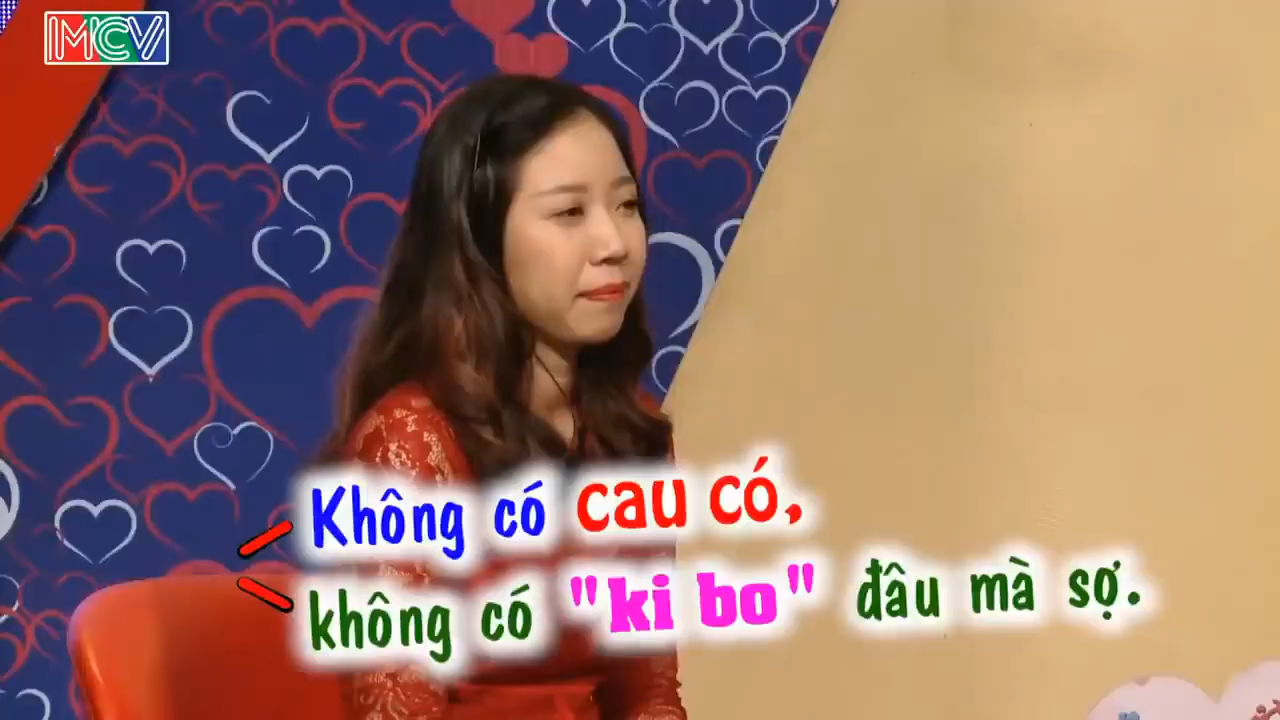 MCV
Không có cau có,
không có "ki bo" đâu mà sợ.